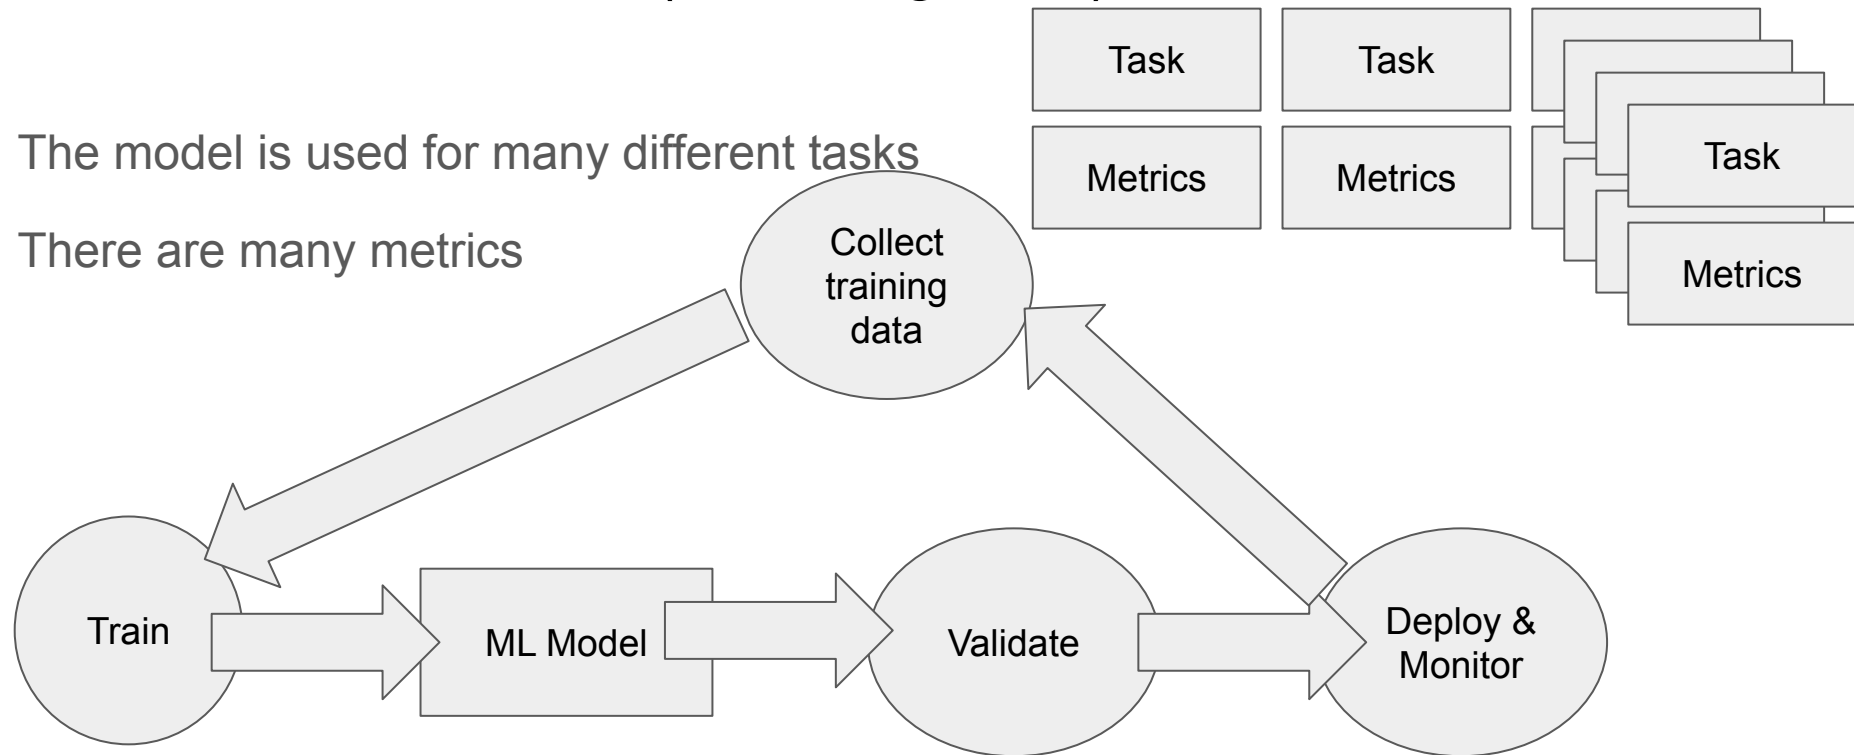 Task
Task
The model is used for many different tasks
Task
Metrics
Metrics
There are many metrics
Collect
training
data
Metrics
Train
ML Model
Validate
Deploy &
Monitor